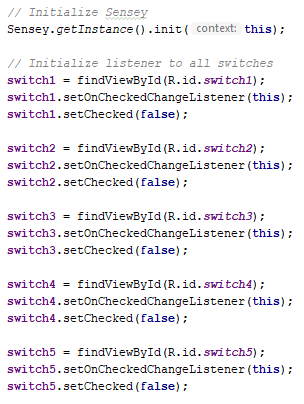 // Initialize Sensey
Sensey.getInstance().init( context: this);
// Initialize listener to all switches
switch1 = findViewById(R.id.switch1);
switch1.setOnCheckedChangeListener(this);
switch1.setChecked(false);
switch2 = findViewById(R.id.switch2);
switch2.setOnCheckedChangeListener(this);
switch2.setChecked(false);
switch3 = findViewById(R.id.switch3);
switch3.setOnCheckedChangeListener(this);
switch3.setChecked(false);
switch4 = findViewById(R.id.switch4);
switch4.setOnCheckedChangeListener(this);
switch4.setChecked(false);
switch5 = findViewById(R.id.switch5);
switch5.setOnCheckedChangeListener(this);
switch5.setChecked(false);